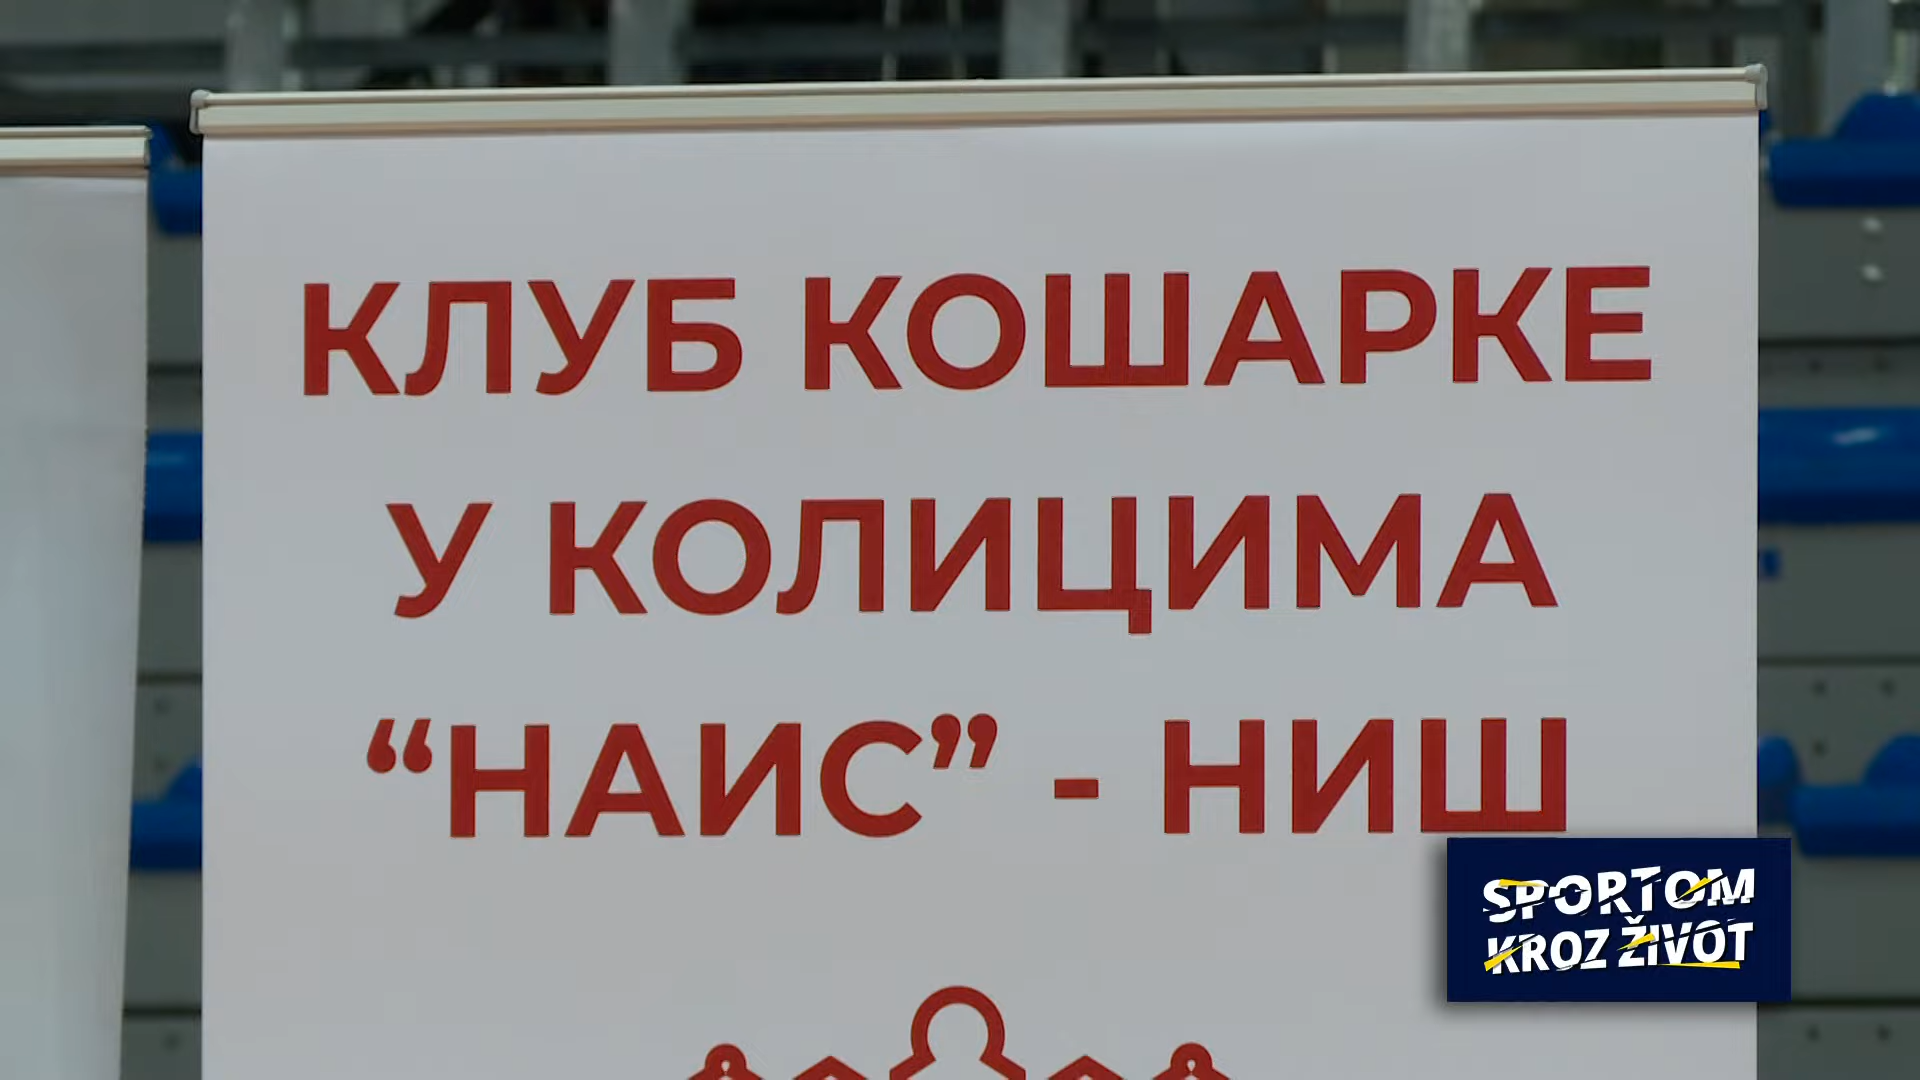 КЛУБ КОШАРКЕ
У КОЛИЦИМА
“НАИС” - НИШ
SPORTOM
KROZ ŽIVOT